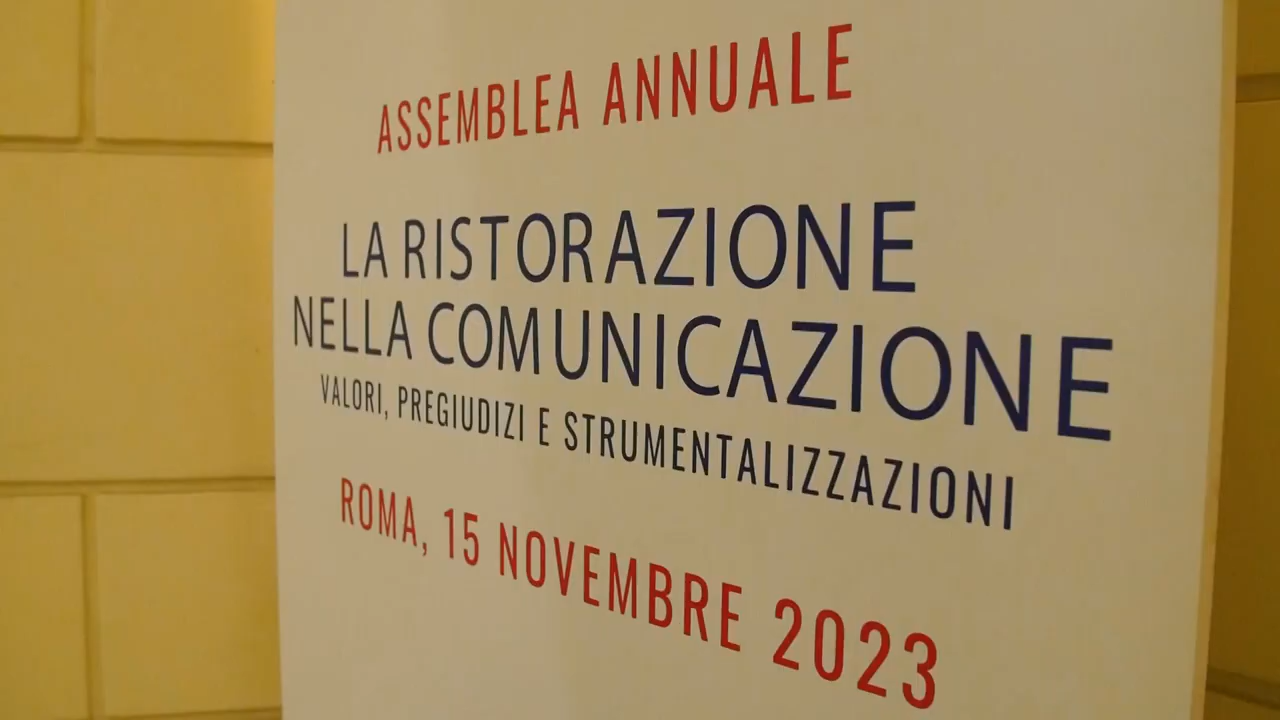 ASSEMBLEA ANNUALE
LA RISTORAZIONE
NELLA COMUNICAZIONE
VALORI, PREGIUDIZI E STRUMENTALIZZAZIONI
ROMA, 15 NOVEMBRE 2023